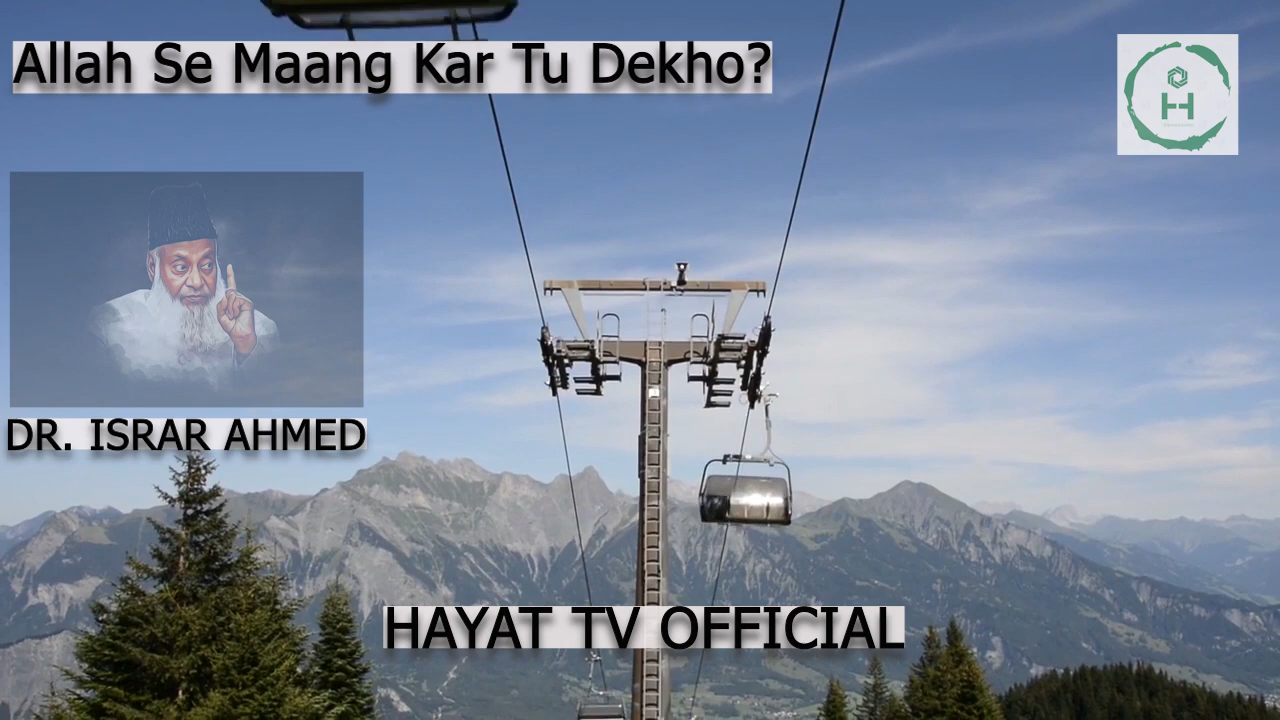 Allah Se Maang Kar Tu Dekho?
H
DR. ISRAR AHMED
HAYAT TV OFFICIAL